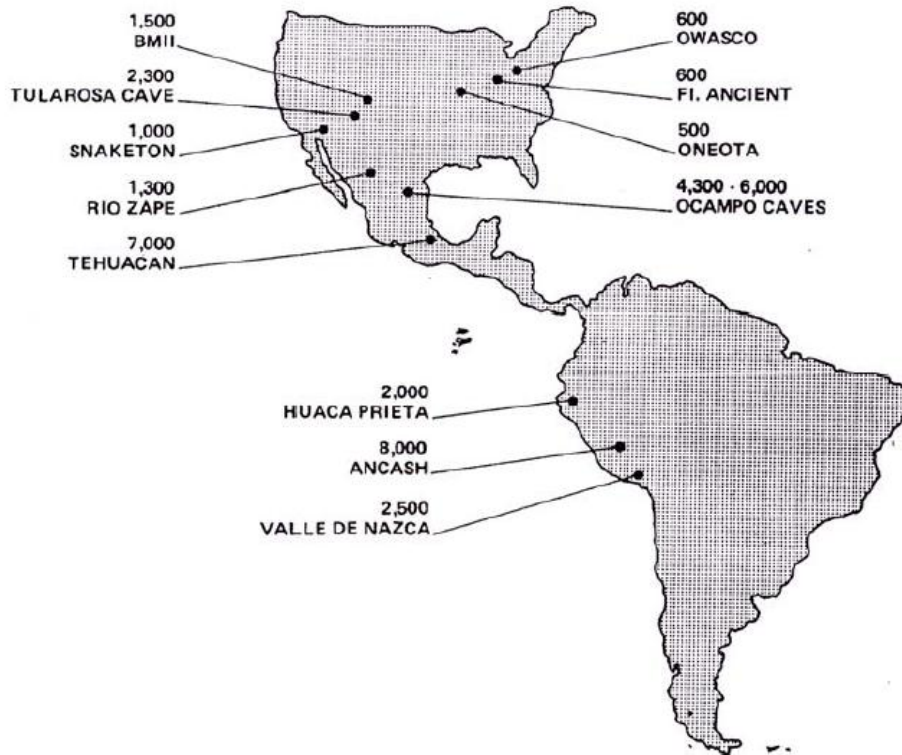 1,500
BMII
2,300
TULAROSA CAVE
1,000
SNAKETON
1,300
RIO ZAPE
7,000
TEHUACAN
600
OWASCO
600
FI. ANCIENT
500
ONEOTA
4,300 - 6,000
OCAMPO CAVES
2,000
HUACA PRIETA
8,000
ANCASH
2,500
VALLE DE NAZCA